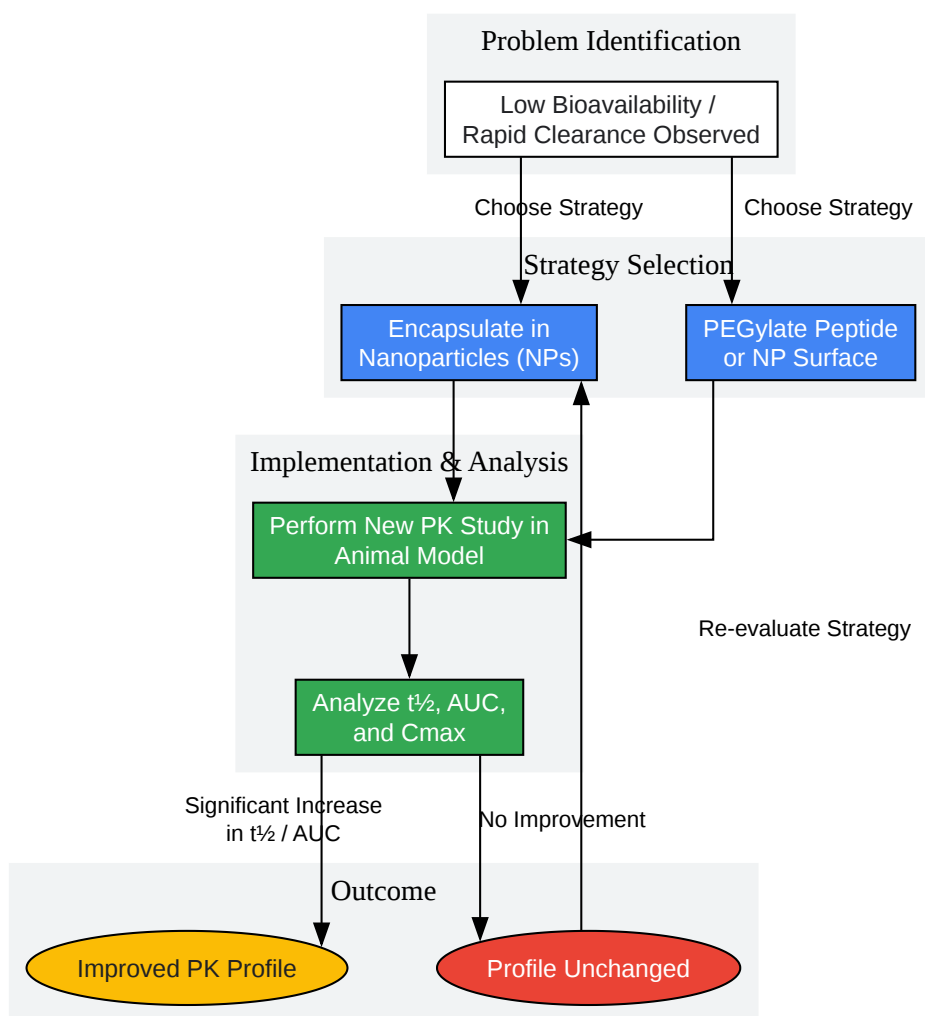 Problem Identification
Low Bioavailability /
Rapid Clearance Observed
Choose Strategy
Choose Strategy
Strategy Selection
Encapsulate in
Nanoparticles (NPs)
PEGylate Peptide
or NP Surface
Implementation & Analysis
Perform New PK Study in
Animal Model
Re-evaluate Strategy
Analyze t½, AUC,
and Cmax
Significant Increase
in t½ / AUC
No Improvement
Outcome
Improved PK Profile
Profile Unchanged